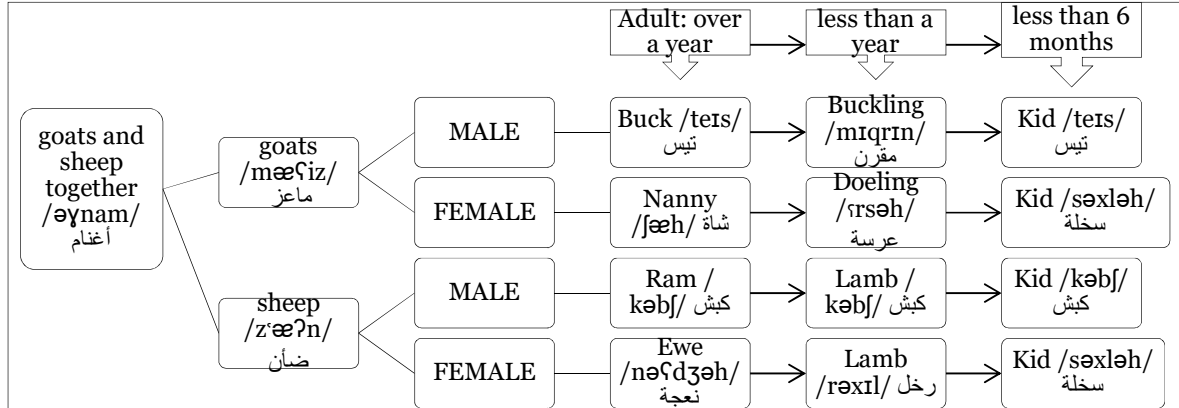 Adult: over
a year
less than a
year
less than 6
months
goats and
sheep
together
/əɣnam/
أغنام
goats
/mæʕiz/
ماعز
MALE
Buck /teɪs/
تيس
Buckling
/mɪqrɪn/
مقرن
Kid /teɪs/
تيس
FEMALE
Nanny
/ʃæh/ شاة
Doeling
/ˤrsəh/
عرسة
Kid /səxləh/
سخلة
sheep
/zˤæʔn/
ضأن
MALE
Ram /
kəbʃ/ كبش
Lamb /
kəbʃ/ كبش
Kid /kəbʃ/
كبش
FEMALE
Ewe
/nəʕdʒəh/
نعجة
Lamb
/rəxɪl/ رخل
Kid /səxləh/
سخلة